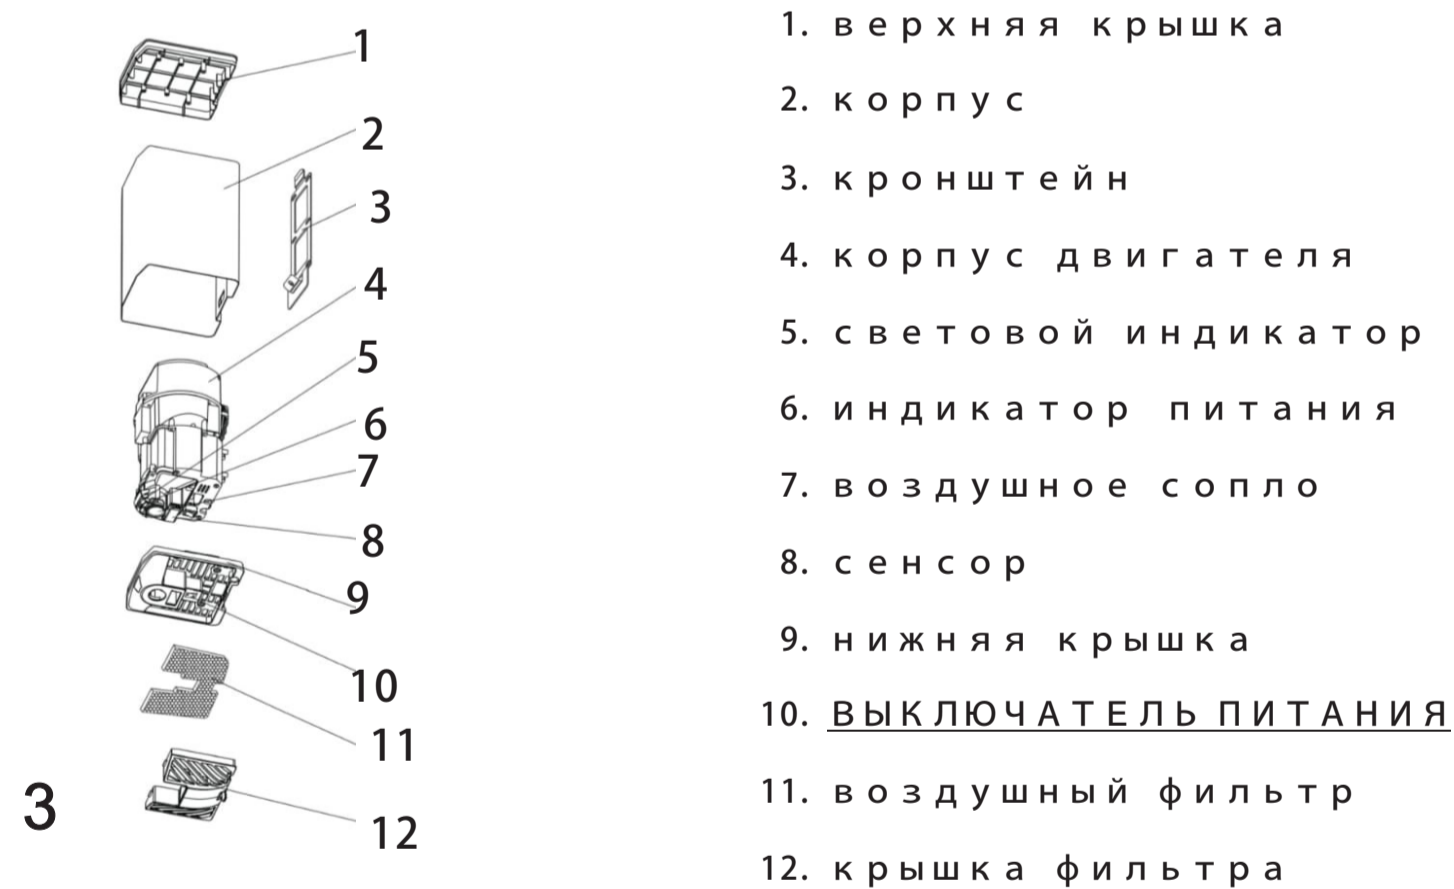 1
2
3
4
5
6
7
8
9
10
11
12
3
1. верхняя крышка
2. корпус
3. кронштейн
4. корпус двигателя
5. световой индикатор
6. индикатор питания
7. воздушное сопло
8. сенсор
9. нижняя крышка
10. ВЫКЛЮЧАТЕЛЬ ПИТАНИЯ
11. воздушный фильтр
12. крышка фильтра